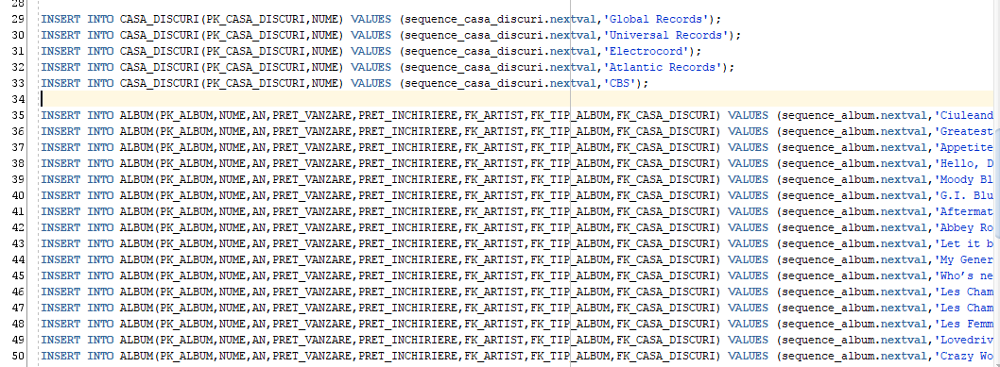 28
29 INSERT INTO CASA_DISCURI(PK_CASA_DISCURI,NUME) VALUES (sequence_casa_discuri.nextval,'Global Records');
30 INSERT INTO CASA_DISCURI(PK_CASA_DISCURI,NUME) VALUES (sequence_casa_discuri.nextval,'Universal Records');
31 INSERT INTO CASA_DISCURI(PK_CASA_DISCURI,NUME) VALUES (sequence_casa_discuri.nextval,'Electrocord');
32 INSERT INTO CASA_DISCURI(PK_CASA_DISCURI,NUME) VALUES (sequence_casa_discuri.nextval,'Atlantic Records');
33 INSERT INTO CASA_DISCURI(PK_CASA_DISCURI,NUME) VALUES (sequence_casa_discuri.nextval,'CBS');
34
35 INSERT INTO ALBUM(PK_ALBUM,NUME,AN,PRET_VANZARE,PRET_INCHIRIERE,FK_ARTIST,FK_TIP_ALBUM,FK_CASA_DISCURI) VALUES (sequence_album.nextval,'Ciuleand
36 INSERT INTO ALBUM(PK_ALBUM,NUME,AN,PRET_VANZARE,PRET_INCHIRIERE,FK_ARTIST,FK_TIP_ALBUM,FK_CASA_DISCURI) VALUES (sequence_album.nextval,'Greatest
37 INSERT INTO ALBUM(PK_ALBUM,NUME,AN,PRET_VANZARE,PRET_INCHIRIERE,FK_ARTIST,FK_TIP_ALBUM,FK_CASA_DISCURI) VALUES (sequence_album.nextval,'Appetite
38 INSERT INTO ALBUM(PK_ALBUM,NUME,AN,PRET_VANZARE,PRET_INCHIRIERE,FK_ARTIST,FK_TIP_ALBUM,FK_CASA_DISCURI) VALUES (sequence_album.nextval,'Hello, D
39 INSERT INTO ALBUM(PK_ALBUM,NUME,AN,PRET_VANZARE,PRET_INCHIRIERE,FK_ARTIST,FK_TIP_ALBUM,FK_CASA_DISCURI) VALUES (sequence_album.nextval,'Moody Bl
40 INSERT INTO ALBUM(PK_ALBUM,NUME,AN,PRET_VANZARE,PRET_INCHIRIERE,FK_ARTIST,FK_TIP_ALBUM,FK_CASA_DISCURI) VALUES (sequence_album.nextval,'G.I. Blu
41 INSERT INTO ALBUM(PK_ALBUM,NUME,AN,PRET_VANZARE,PRET_INCHIRIERE,FK_ARTIST,FK_TIP_ALBUM,FK_CASA_DISCURI) VALUES (sequence_album.nextval,'Aftermat
42 INSERT INTO ALBUM(PK_ALBUM,NUME,AN,PRET_VANZARE,PRET_INCHIRIERE,FK_ARTIST,FK_TIP_ALBUM,FK_CASA_DISCURI) VALUES (sequence_album.nextval,'Abbey Ro
43 INSERT INTO ALBUM(PK_ALBUM,NUME,AN,PRET_VANZARE,PRET_INCHIRIERE,FK_ARTIST,FK_TIP_ALBUM,FK_CASA_DISCURI) VALUES (sequence_album.nextval,'Let it b
44 INSERT INTO ALBUM(PK_ALBUM,NUME,AN,PRET_VANZARE,PRET_INCHIRIERE,FK_ARTIST,FK_TIP_ALBUM,FK_CASA_DISCURI) VALUES (sequence_album.nextval,'My Gener
45 INSERT INTO ALBUM(PK_ALBUM,NUME,AN,PRET_VANZARE,PRET_INCHIRIERE,FK_ARTIST,FK_TIP_ALBUM,FK_CASA_DISCURI) VALUES (sequence_album.nextval,'Who’s ne
46 INSERT INTO ALBUM(PK_ALBUM,NUME,AN,PRET_VANZARE,PRET_INCHIRIERE,FK_ARTIST,FK_TIP_ALBUM,FK_CASA_DISCURI) VALUES (sequence_album.nextval,'Les Cham
47 INSERT INTO ALBUM(PK_ALBUM,NUME,AN,PRET_VANZARE,PRET_INCHIRIERE,FK_ARTIST,FK_TIP_ALBUM,FK_CASA_DISCURI) VALUES (sequence_album.nextval,'Les Cham
48 INSERT INTO ALBUM(PK_ALBUM,NUME,AN,PRET_VANZARE,PRET_INCHIRIERE,FK_ARTIST,FK_TIP_ALBUM,FK_CASA_DISCURI) VALUES (sequence_album.nextval,'Les Femm
49 INSERT INTO ALBUM(PK_ALBUM,NUME,AN,PRET_VANZARE,PRET_INCHIRIERE,FK_ARTIST,FK_TIP_ALBUM,FK_CASA_DISCURI) VALUES (sequence_album.nextval,'Lovedriv
50 INSERT INTO ALBUM(PK_ALBUM,NUME,AN,PRET_VANZARE,PRET_INCHIRIERE,FK_ARTIST,FK_TIP_ALBUM,FK_CASA_DISCURI) VALUES (sequence_album.nextval,'Crazy Wo